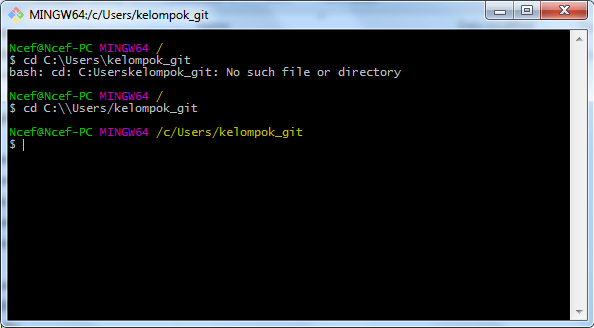 MINGW64:/c/Users/kelompok_git
Ncef@Ncef-PC MINGW64 /
$ cd C:\Users\kelompok_git
bash: cd: C:Userskelompok_git: No such file or directory
Ncef@Ncef-PC MINGW64 /
$ cd C:\\Users/kelompok_git
Ncef@Ncef-PC MINGW64 /c/Users/kelompok_git
$